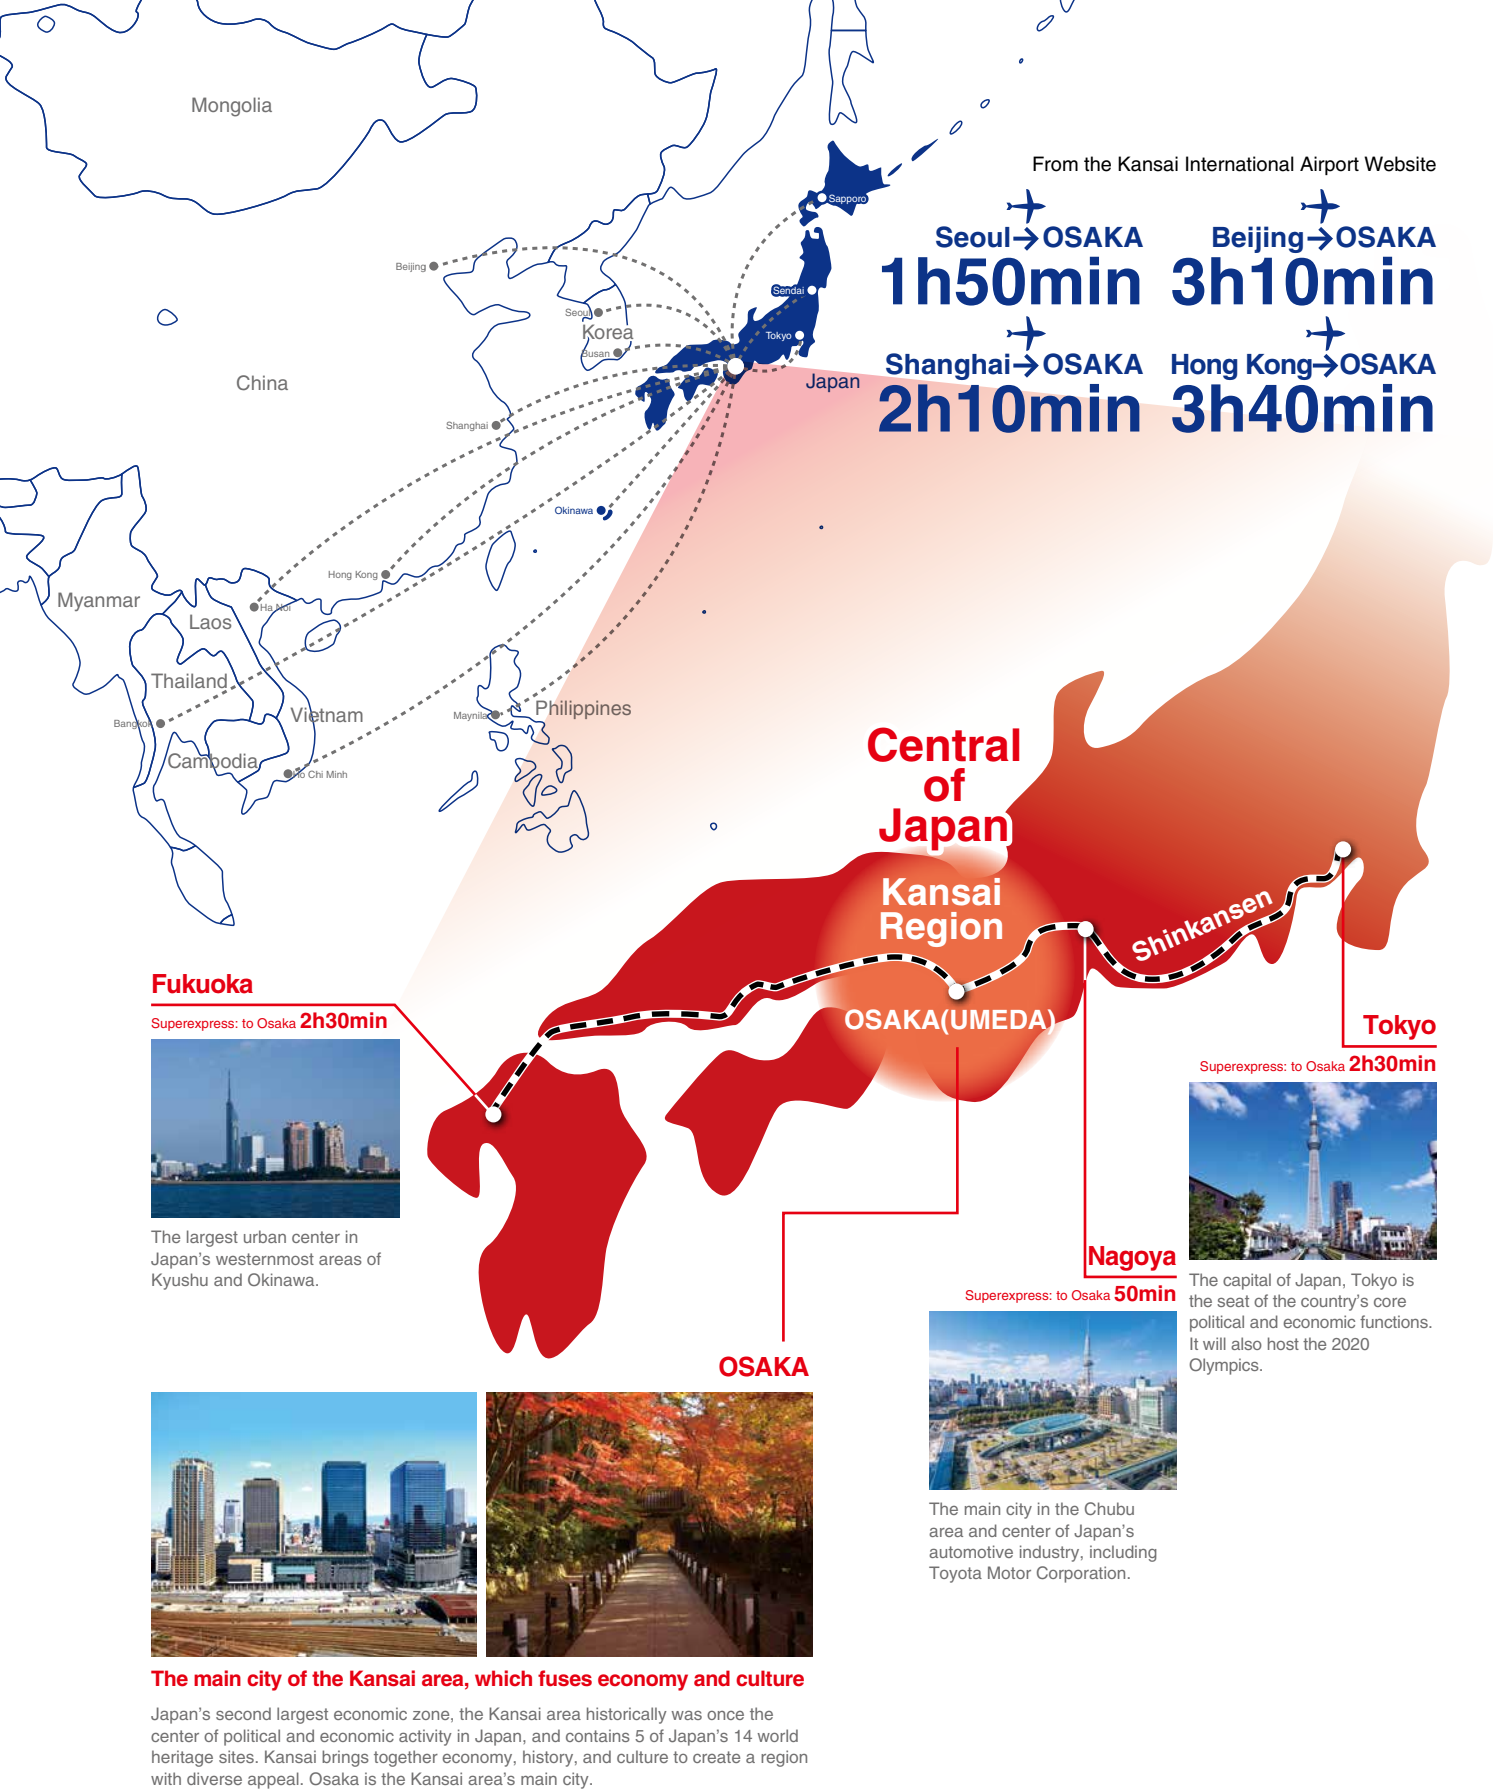 Mongolia
From the Kansai International Airport Website
Sapporo
Seoul→OSAKA
1h50min
Beijing→OSAKA
3h10min
Beijing
Sendai
Seoul
Korea
Tokyo
Busan
Shanghai→OSAKA
2h10min
Hong Kong→OSAKA
3h40min
China
Japan
Shanghai
Okinawa
Hong Kong
Myanmar
Ha Noi
Laos
Thailand
Vietnam
Philippines
Maynila
Bangkok
Cambodia
Ho Chi Minh
Central
of
Japan
Kansai
Region
Shinkansen
OSAKA(UMEDA)
Fukuoka
Superexpress: to Osaka 2h30min
The largest urban center in
Japan's westernmost areas of
Kyushu and Okinawa.
Tokyo
Superexpress: to Osaka 2h30min
The capital of Japan, Tokyo is
the seat of the country's core
political and economic functions.
It will also host the 2020
Olympics.
Nagoya
Superexpress: to Osaka 50min
The main city in the Chubu
area and center of Japan's
automotive industry, including
Toyota Motor Corporation.
OSAKA
The main city of the Kansai area, which fuses economy and culture
Japan's second largest economic zone, the Kansai area historically was once the
center of political and economic activity in Japan, and contains 5 of Japan's 14 world
heritage sites. Kansai brings together economy, history, and culture to create a region
with diverse appeal. Osaka is the Kansai area's main city.